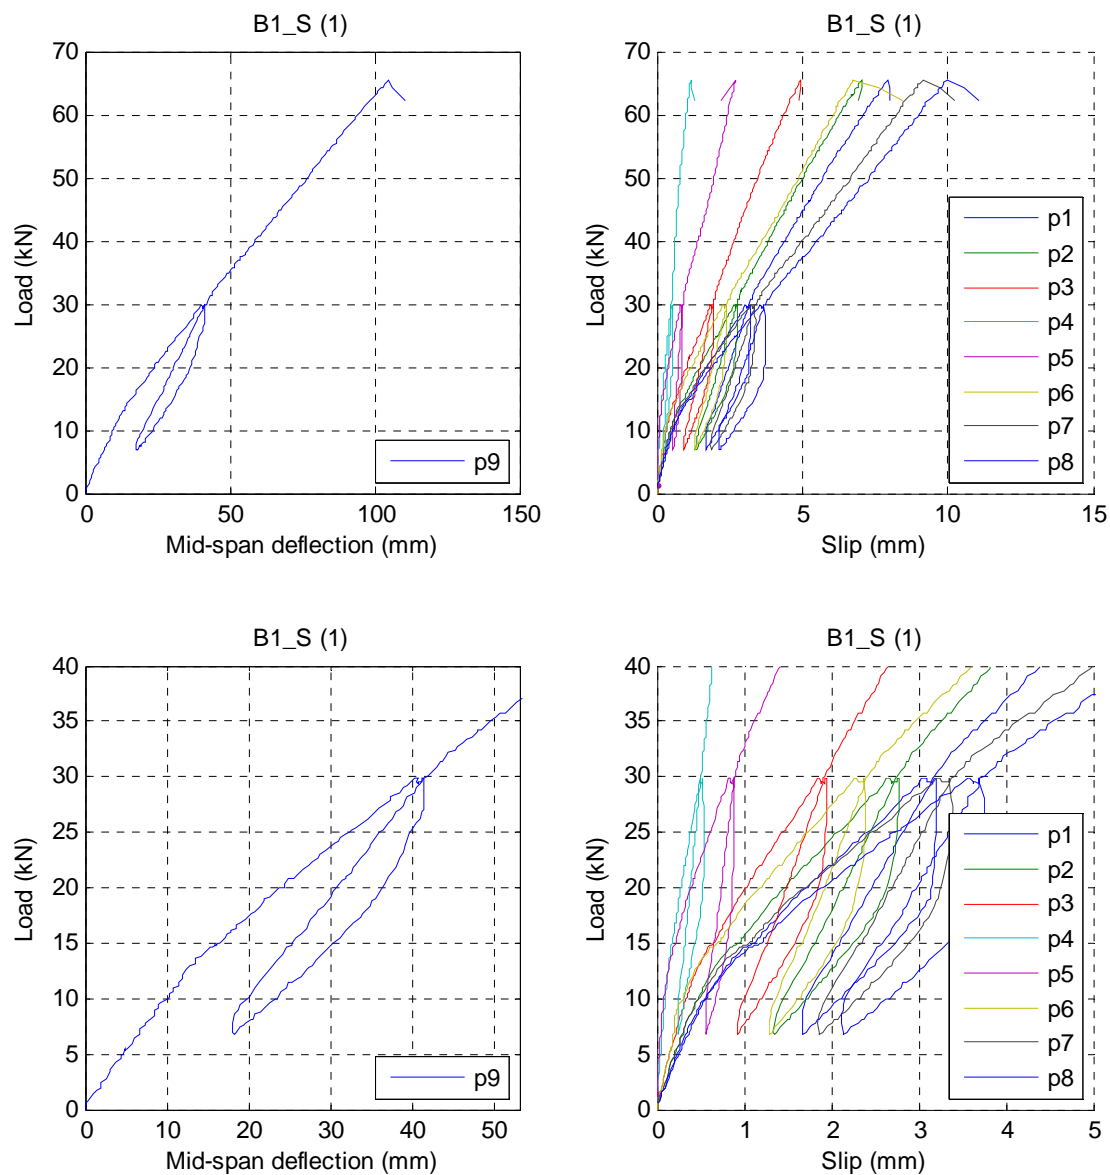 B1_S (1)
70
60
50
40
30
20
10
0
Load (kN)
0 50 100 150
Mid-span deflection (mm)
p9
B1_S (1)
70
60
50
40
30
20
10
0
Load (kN)
0 5 10 15
Slip (mm)
p1
p2
p3
p4
p5
p6
p7
p8
B1_S (1)
40
35
30
25
20
15
10
5
0
Load (kN)
0 10 20 30 40 50
Mid-span deflection (mm)
p9
B1_S (1)
40
35
30
25
20
15
10
5
0
Load (kN)
0 1 2 3 4 5
Slip (mm)
p1
p2
p3
p4
p5
p6
p7
p8